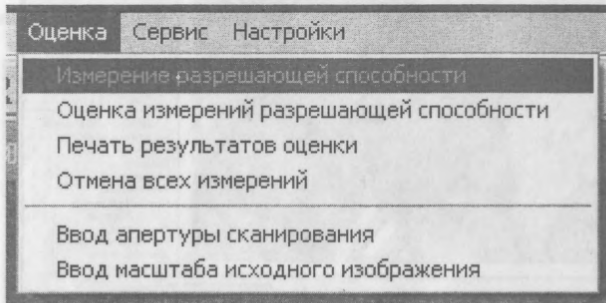 Оценка Сервис Настройки
Измерение разрешающей способности
Оценка измерений разрешающей способности
Печать результатов оценки
Отмена всех измерений
Ввод апертуры сканирования
Ввод масштаба исходного изображения